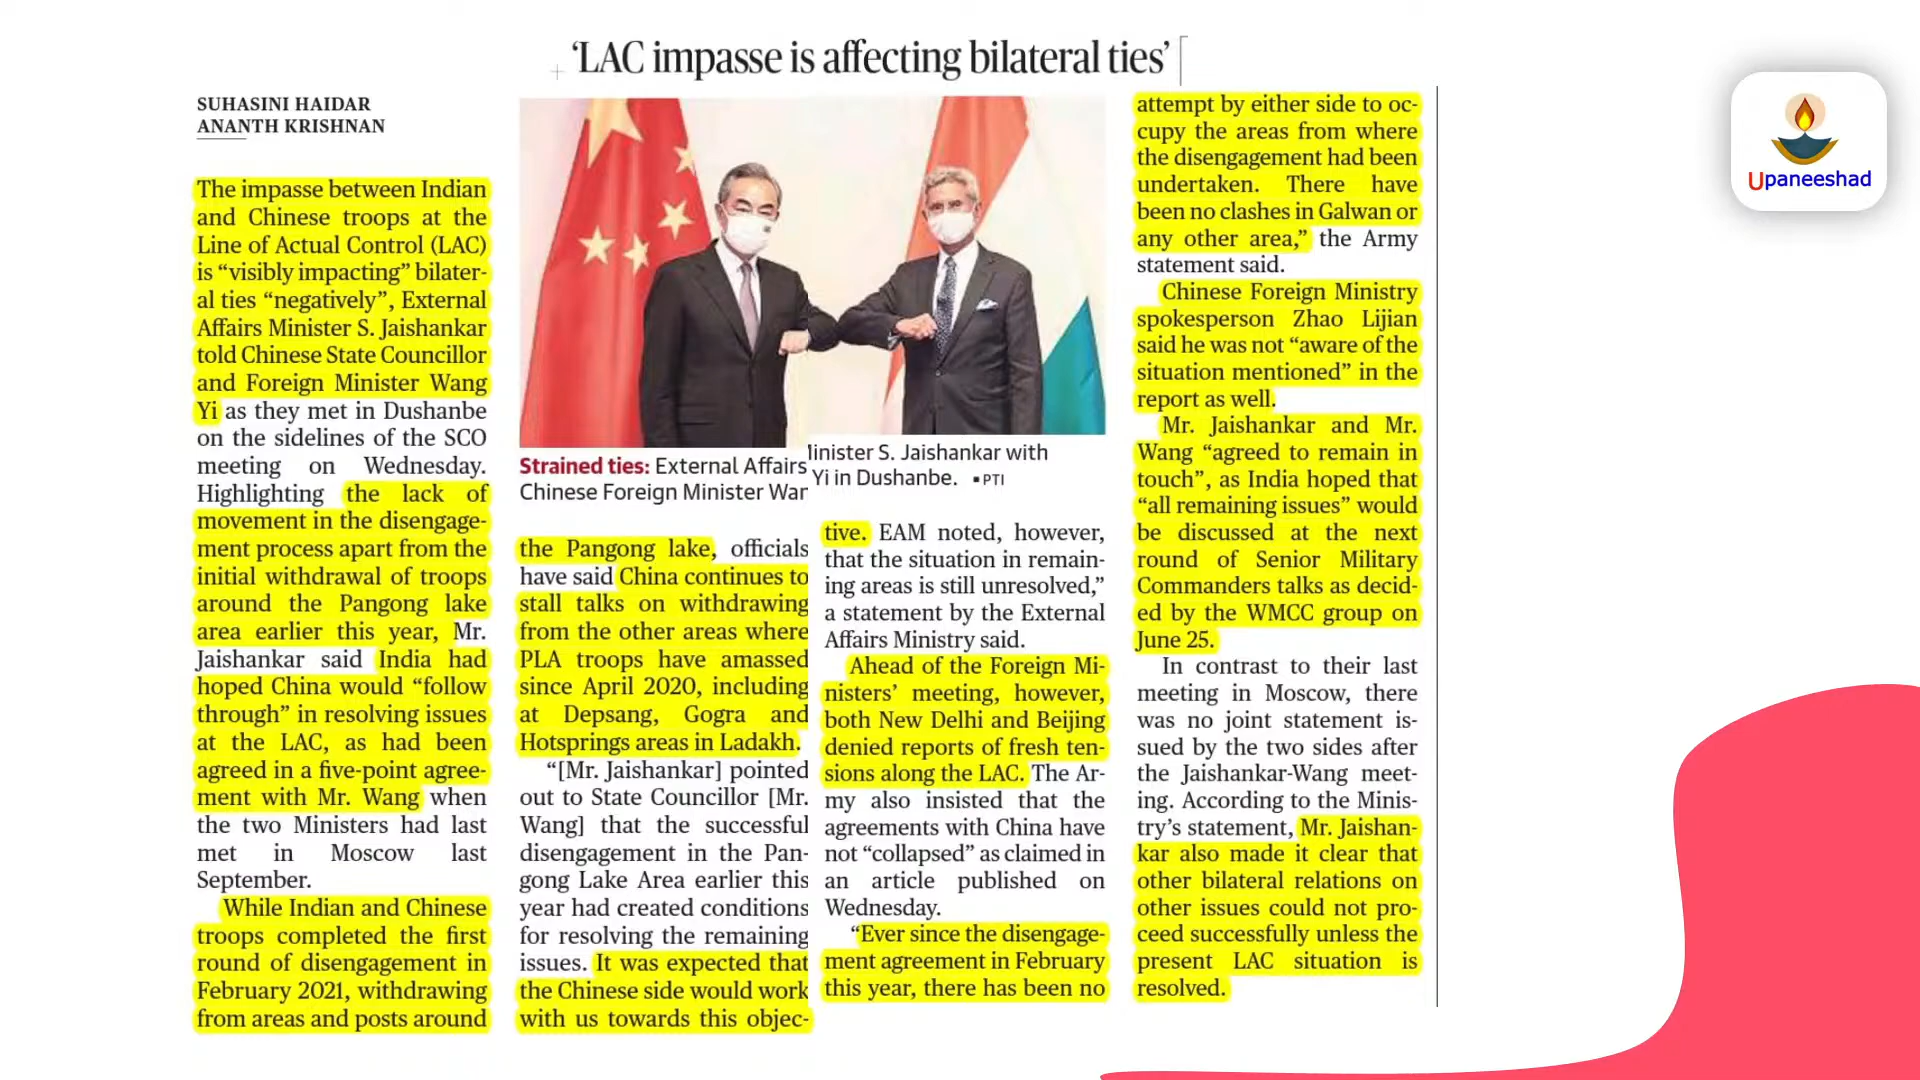 ‘LAC impasse is affecting bilateral ties’
SUHASINI HAIDAR
ANANTH KRISHNAN
The impasse between Indian
and Chinese troops at the
Line of Actual Control (LAC)
is “visibly impacting” bilater-
al ties “negatively”, External
Affairs Minister S. Jaishankar
told Chinese State Councillor
and Foreign Minister Wang
Yi as they met in Dushanbe
on the sidelines of the SCO
meeting on Wednesday.
Highlighting the lack of
movement in the disengage-
ment process apart from the
initial withdrawal of troops
around the Pangong lake
area earlier this year, Mr.
Jaishankar said India had
hoped China would “follow
through” in resolving issues
at the LAC, as had been
agreed in a five-point agree-
ment with Mr. Wang when
the two Ministers had last
met in Moscow last
September.
While Indian and Chinese
troops completed the first
round of disengagement in
February 2021, withdrawing
from areas and posts around
Strained ties: External Affairs Minister S. Jaishankar with
Chinese Foreign Minister Wan Yi in Dushanbe. ▪ PTI
the Pangong lake, officials
have said China continues to
stall talks on withdrawing
from the other areas where
PLA troops have amassed
since April 2020, including
at Depsang, Gogra and
Hotsprings areas in Ladakh.
“[Mr. Jaishankar] pointed
out to State Councillor [Mr.
Wang] that the successful
disengagement in the Pan-
gong Lake Area earlier this
year had created conditions
for resolving the remaining
issues. It was expected that
the Chinese side would work
with us towards this objec-
tive. EAM noted, however,
that the situation in remain-
ing areas is still unresolved,”
a statement by the External
Affairs Ministry said.
Ahead of the Foreign Mi-
nisters’ meeting, however,
both New Delhi and Beijing
denied reports of fresh ten-
sions along the LAC. The Ar-
my also insisted that the
agreements with China have
not “collapsed” as claimed in
an article published on
Wednesday.
“Ever since the disengage-
ment agreement in February
this year, there has been no
attempt by either side to oc-
cupy the areas from where
the disengagement had been
undertaken. There have
been no clashes in Galwan or
any other area,” the Army
statement said.
Chinese Foreign Ministry
spokesperson Zhao Lijian
said he was not “aware of the
situation mentioned” in the
report as well.
Mr. Jaishankar and Mr.
Wang “agreed to remain in
touch”, as India hoped that
“all remaining issues” would
be discussed at the next
round of Senior Military
Commanders talks as decid-
ed by the WMCC group on
June 25.
In contrast to their last
meeting in Moscow, there
was no joint statement is-
sued by the two sides after
the Jaishankar-Wang meet-
ing. According to the Minis-
try’s statement, Mr. Jaishan-
kar also made it clear that
other bilateral relations on
other issues could not pro-
ceed successfully unless the
present LAC situation is
resolved.
Upaneeshad